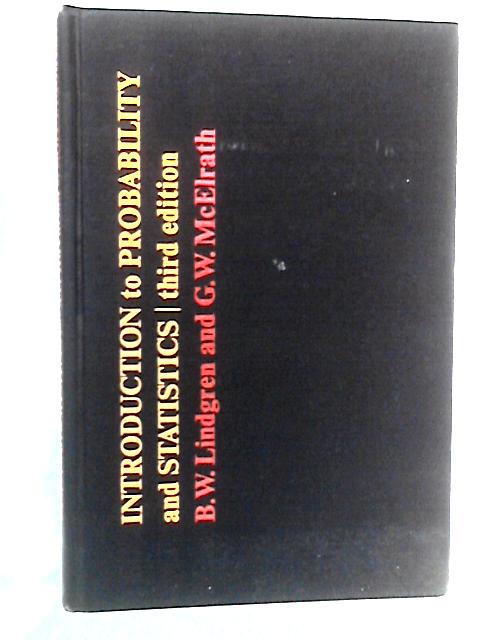 INTRODUCTION to PROBABILITY
and STATISTICS | third edition
B.W. Lindgren and G.W. McElrath